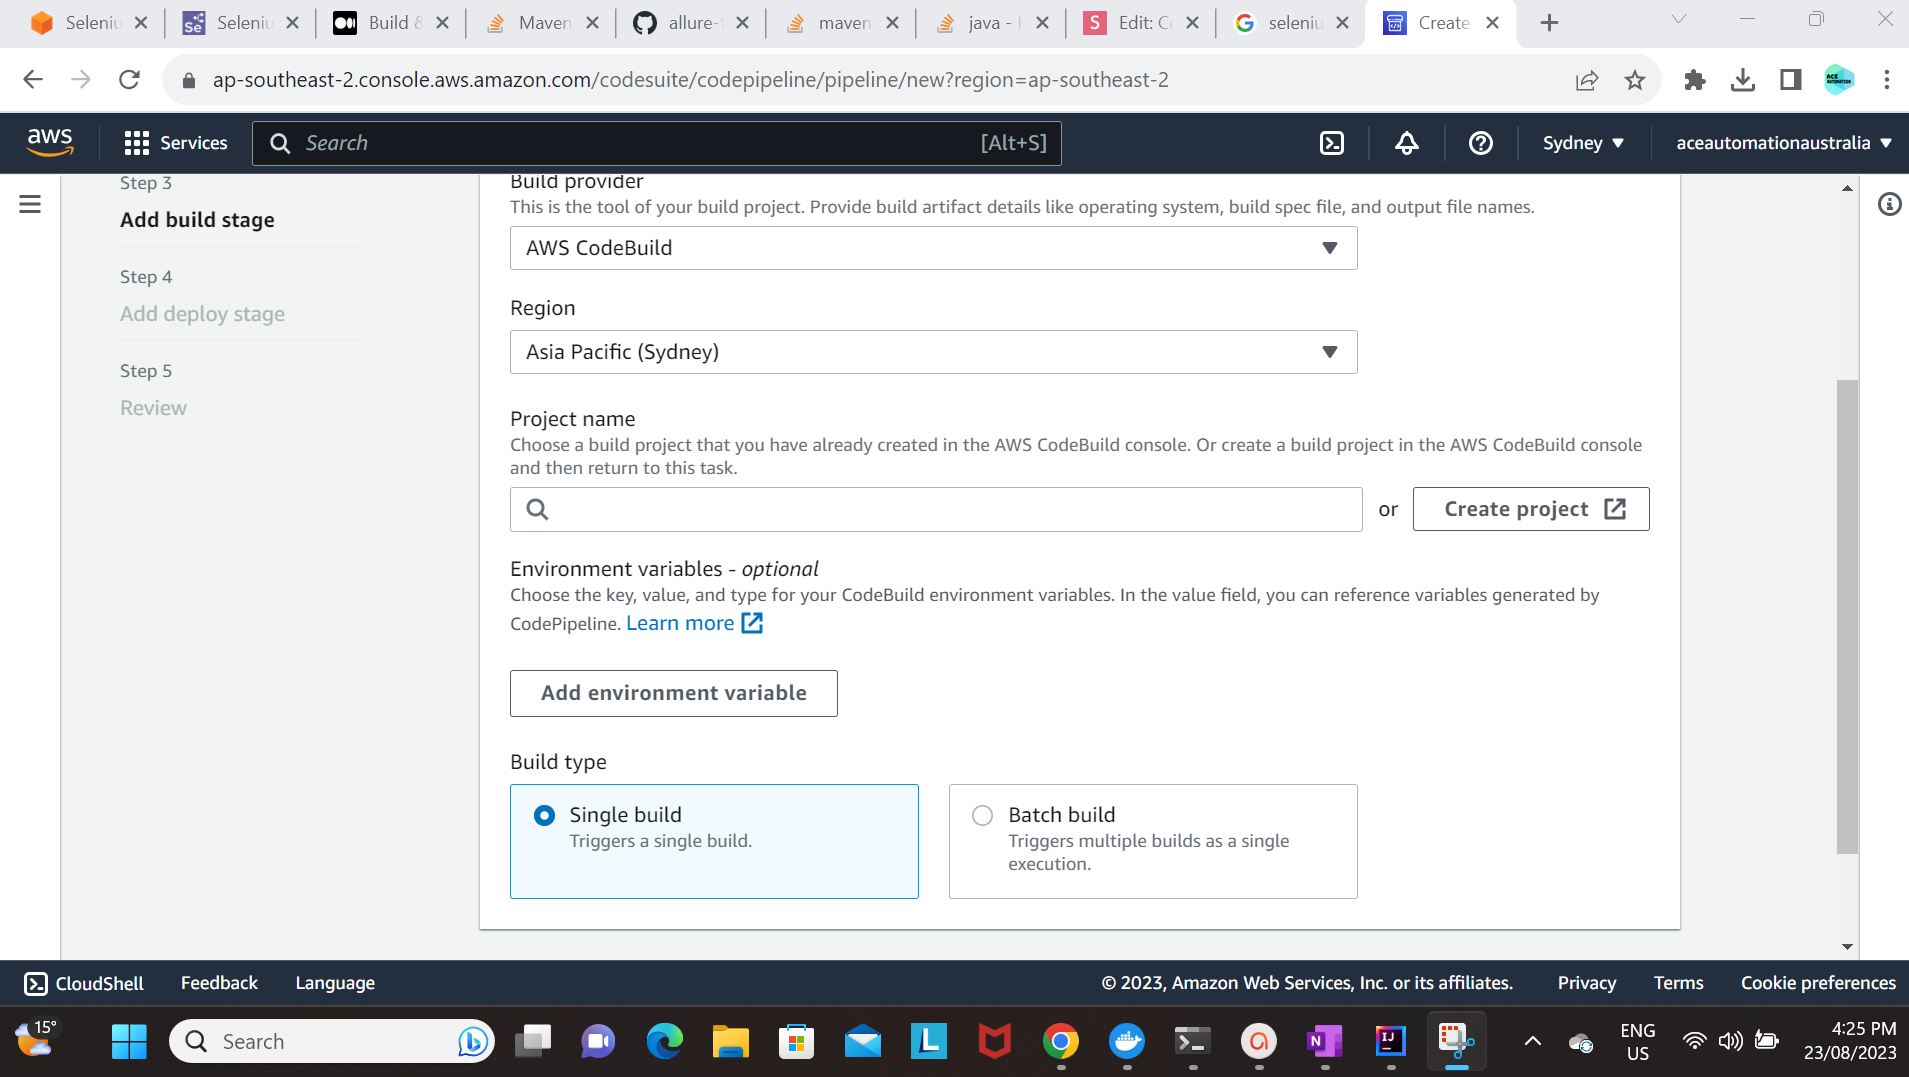 Seleniu
Seleniu
Build &
Maven
allure-
maven
java -
Edit: C
seleniu
Create
ap-southeast-2.console.aws.amazon.com/codesuite/codepipeline/pipeline/new?region=ap-southeast-2
aws
Services
Search
[Alt+S]
Sydney
aceautomationaustralia
Step 3
Add build stage
Step 4
Add deploy stage
Step 5
Review
Build provider
This is the tool of your build project. Provide build artifact details like operating system, build spec file, and output file names.
AWS CodeBuild
Region
Asia Pacific (Sydney)
Project name
Choose a build project that you have already created in the AWS CodeBuild console. Or create a build project in the AWS CodeBuild console
and then return to this task.
or
Create project
Environment variables - optional
Choose the key, value, and type for your CodeBuild environment variables. In the value field, you can reference variables generated by
CodePipeline. Learn more
Add environment variable
Build type
Single build
Triggers a single build.
Batch build
Triggers multiple builds as a single
execution.
CloudShell
Feedback
Language
© 2023, Amazon Web Services, Inc. or its affiliates.
Privacy
Terms
Cookie preferences
15°
Search
ENG
US
4:25 PM
23/08/2023